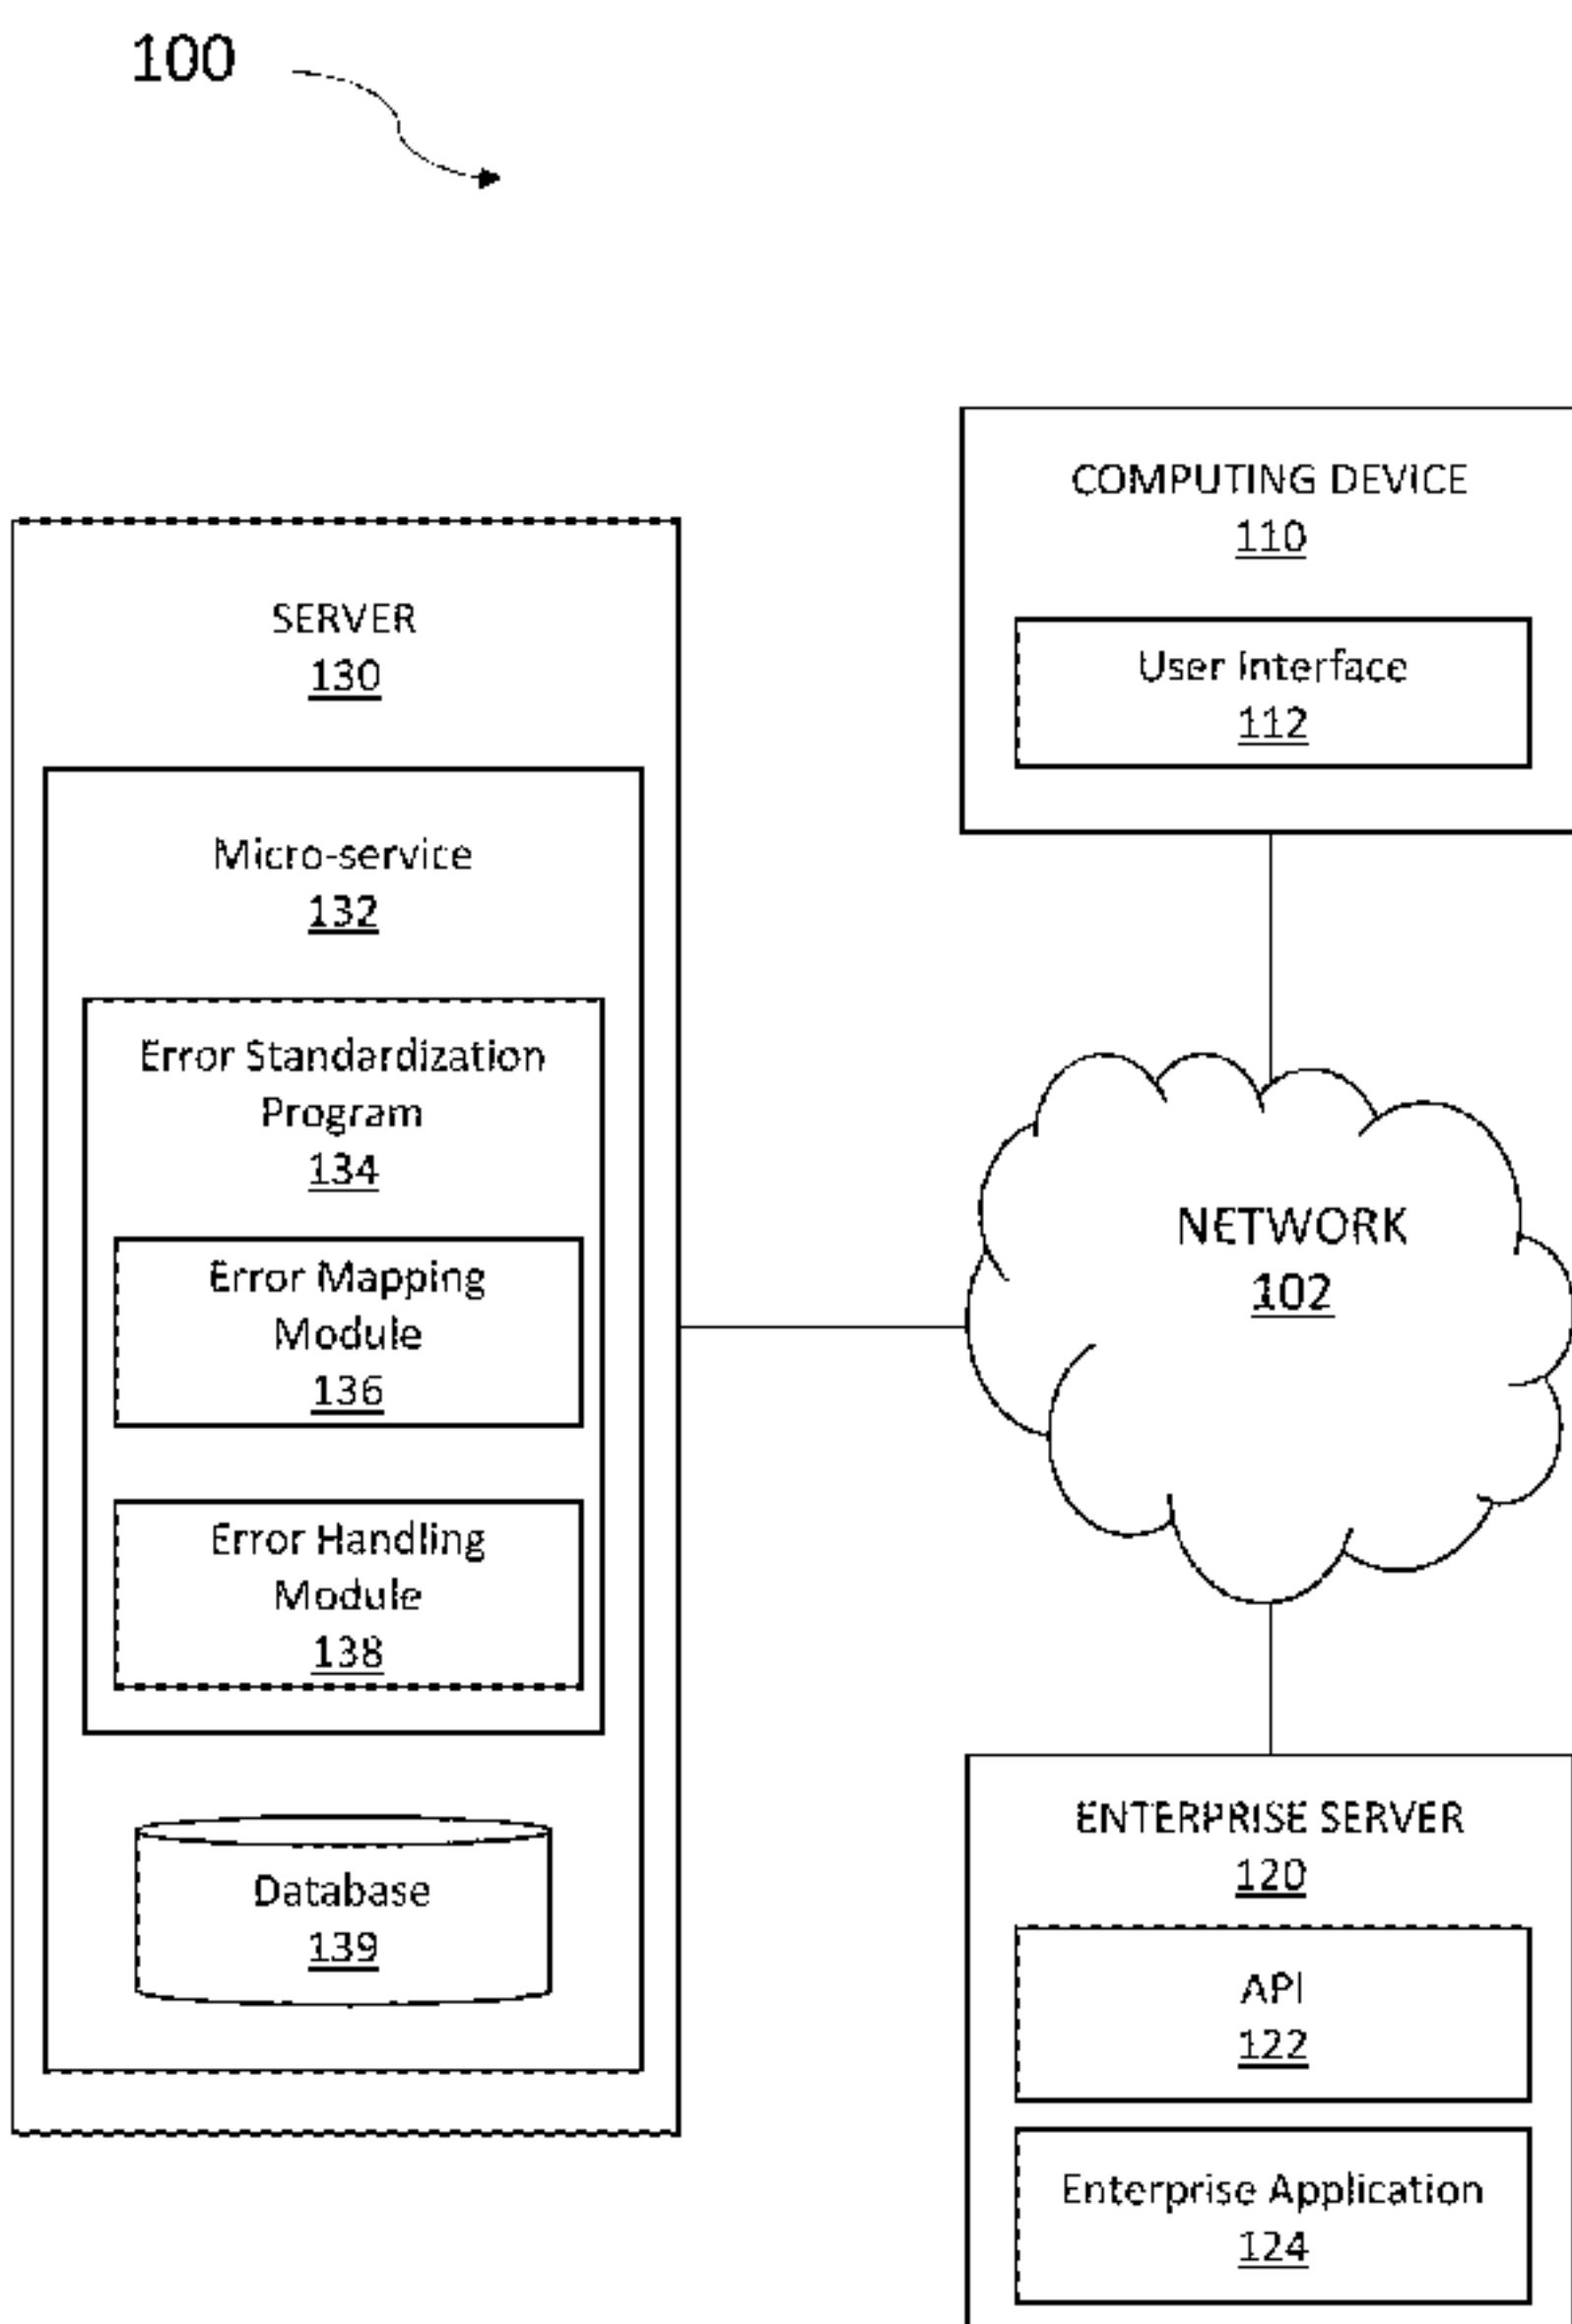 100
SERVER
130
Micro-service
132
Error Standardization
Program
134
Error Mapping
Module
136
Error Handling
Module
138
Database
139
COMPUTING DEVICE
110
User Interface
112
NETWORK
102
ENTERPRISE SERVER
120
API
122
Enterprise Application
124